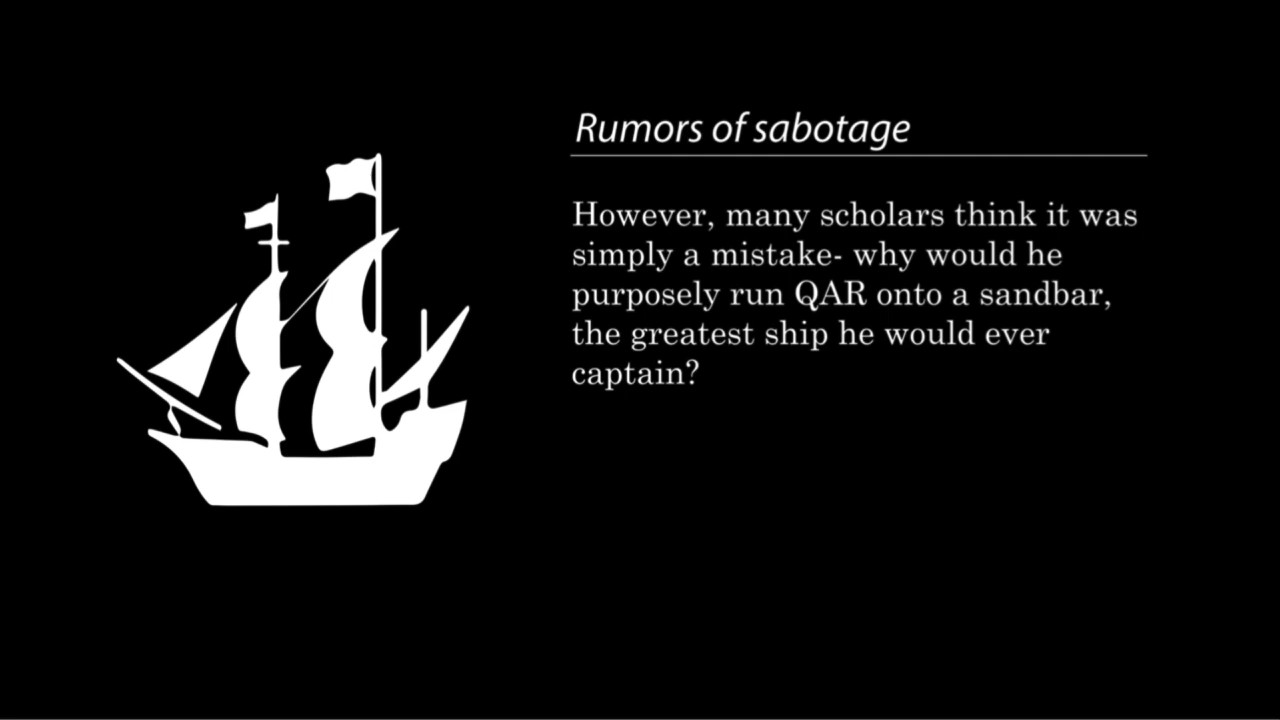 Rumors of sabotage
However, many scholars think it was
simply a mistake- why would he
purposely run QAR onto a sandbar,
the greatest ship he would ever
captain?